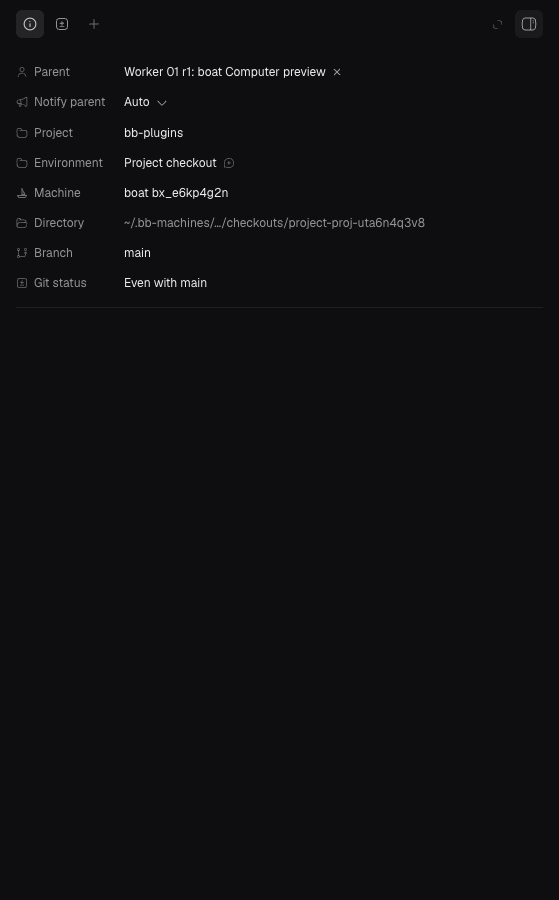 Parent Worker 01 r1: boat Computer preview
Notify parent Auto
Project bb-plugins
Environment Project checkout
Machine boat bx_e6kp4g2n
Directory ~/.bb-machines/…/checkouts/project-proj-uta6n4q3v8
Branch main
Git status Even with main